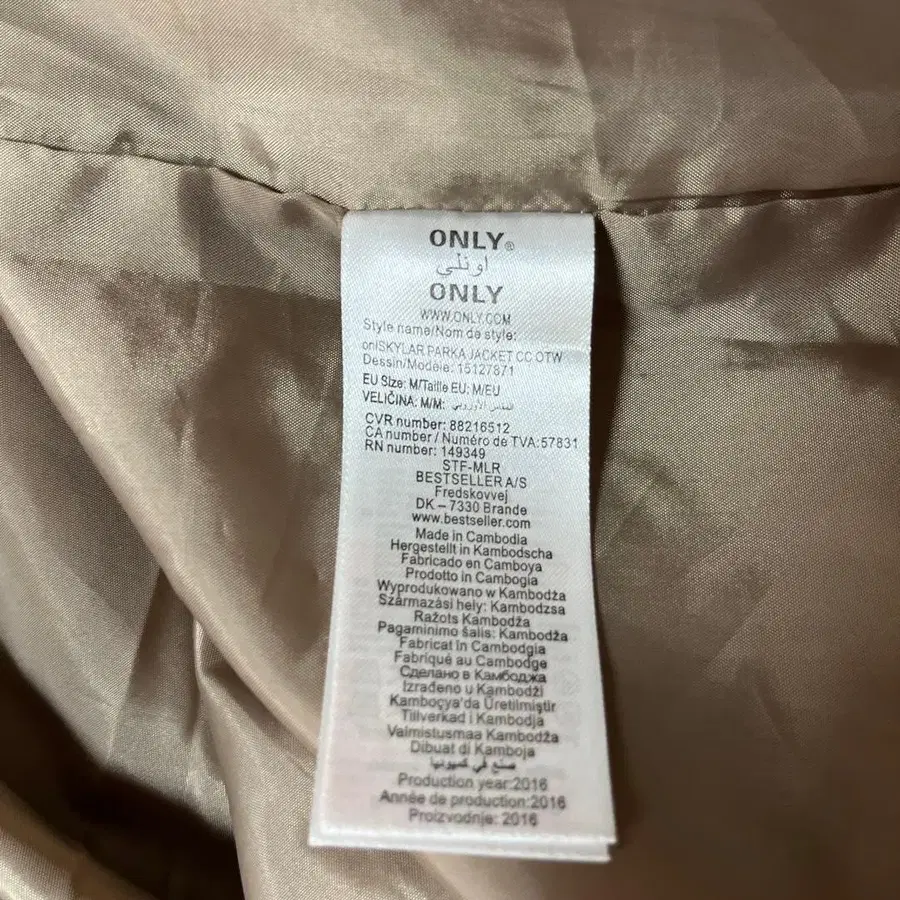 ONLY®
اونلي
ONLY
WWW.ONLY.COM
Style name/Nom de style:
onlSKYLAR PARKA JACKET CC OTW
Dessin/Modèle: 15127871
EU Size: M/Taille EU: M/EU
VELIČINA: M/M: المقاس الأوروبي
CVR number: 88216512
CA number / Numéro de TVA:57831
RN number: 149349
STF-MLR
BESTSELLER A/S
Fredskovvej
DK – 7330 Brande
www.bestseller.com
Made in Cambodia
Hergestellt in Kambodscha
Fabricado en Camboya
Prodotto in Cambogia
Wyprodukowano w Kambodża
Származási hely: Kambodzsa
Ražots Kambodža
Pagaminimo šalis: Kambodža
Fabricat în Cambodgia
Fabriqué au Cambodge
Сделано в Камбоджа
Izrađeno u Kambodži
Kamboçya'da Üretilmiştir
Tillverkad i Kambodja
Valmistusmaa Kambodža
Dibuat di Kamboja
صنع في كمبوديا
Production year:2016
Année de production:2016
Proizvodnje: 2016